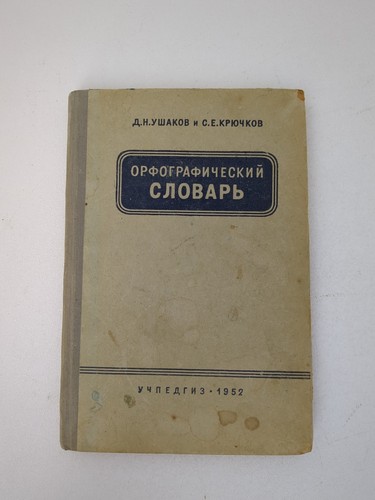 Д.Н.УШАКОВ и С.Е.КРЮЧКОВ
ОРФОГРАФИЧЕСКИЙ
СЛОВАРЬ
УЧПЕДГИЗ · 1952